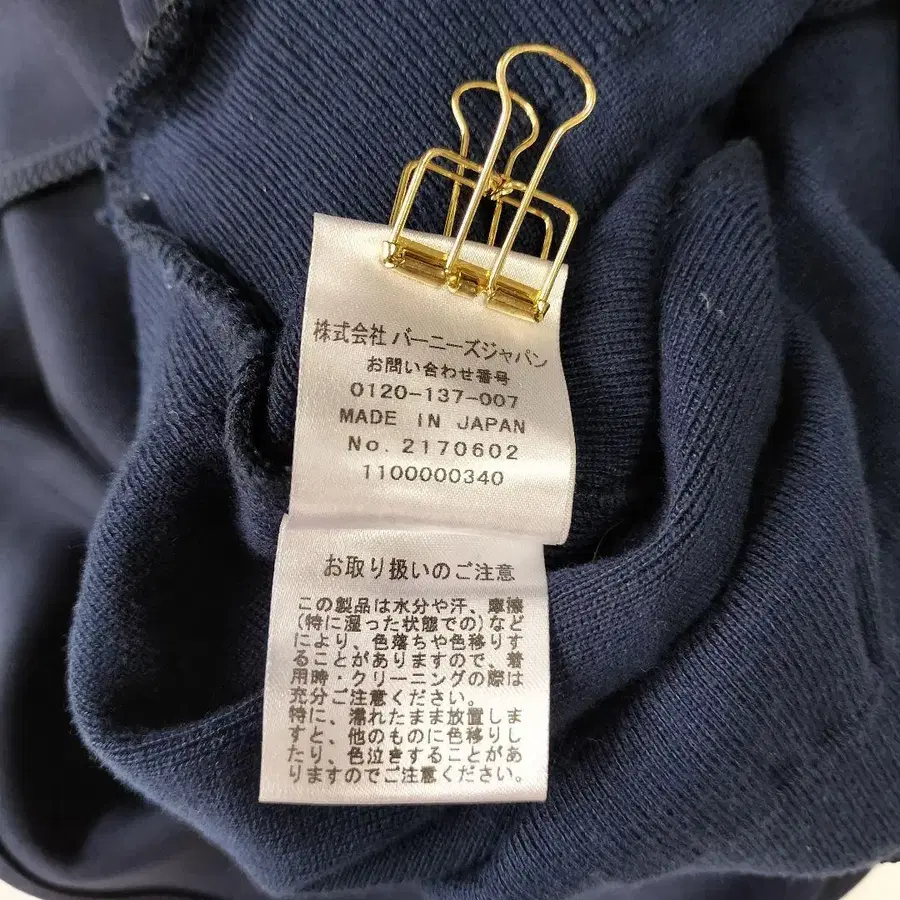 株式会社 バーニーズジャパン
お問い合わせ番号
0120-137-007
MADE IN JAPAN
No. 2170602
1100000340
お取り扱いのご注意
この製品は水分や汗、摩擦
(特に湿った状態での)など
により、色落ちや色移りす
ることがありますので、着
用時・クリーニングの際は
充分ご注意ください。
特に、濡れたまま放置しま
すと、他のものに色移りし
たり、色泣きすることがあ
りますのでご注意ください。